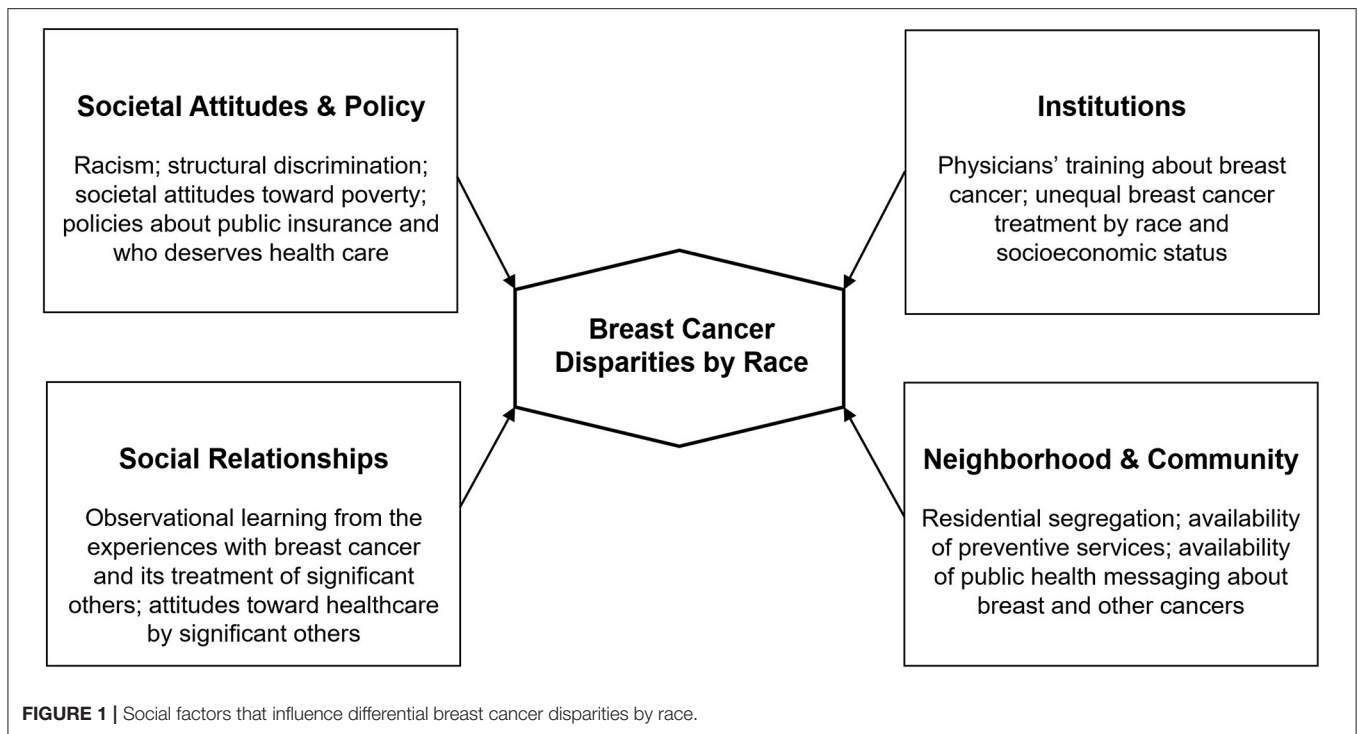 Societal Attitudes & Policy
Racism; structural discrimination;
societal attitudes toward poverty;
policies about public insurance and
who deserves health care
Institutions
Physicians’ training about breast
cancer; unequal breast cancer
treatment by race and
socioeconomic status
Breast Cancer
Disparities by Race
Social Relationships
Observational learning from the
experiences with breast cancer
and its treatment of significant
others; attitudes toward healthcare
by significant others
Neighborhood & Community
Residential segregation; availability
of preventive services; availability
of public health messaging about
breast and other cancers
FIGURE 1 | Social factors that influence differential breast cancer disparities by race.